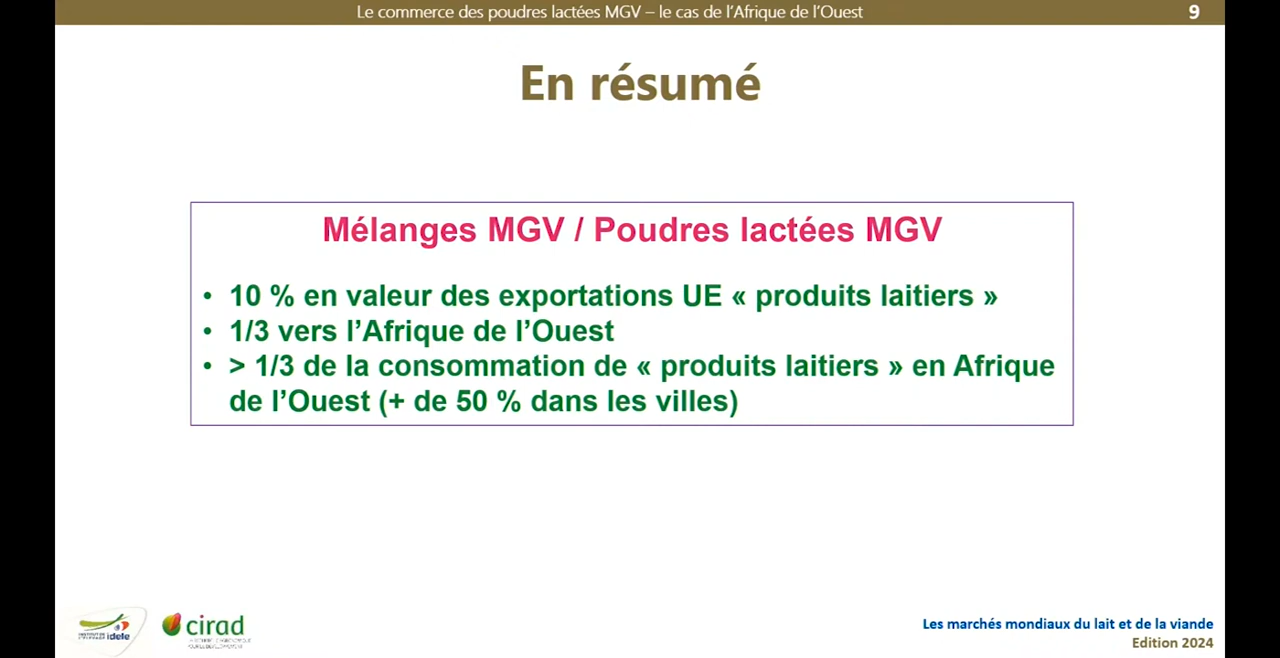 Le commerce des poudres lactées MGV – le cas de l'Afrique de l'Ouest
9
En résumé
Mélanges MGV / Poudres lactées MGV
• 10 % en valeur des exportations UE « produits laitiers »
• 1/3 vers l'Afrique de l'Ouest
• > 1/3 de la consommation de « produits laitiers » en Afrique
de l'Ouest (+ de 50 % dans les villes)
idele
cirad
Les marchés mondiaux du lait et de la viande
Edition 2024